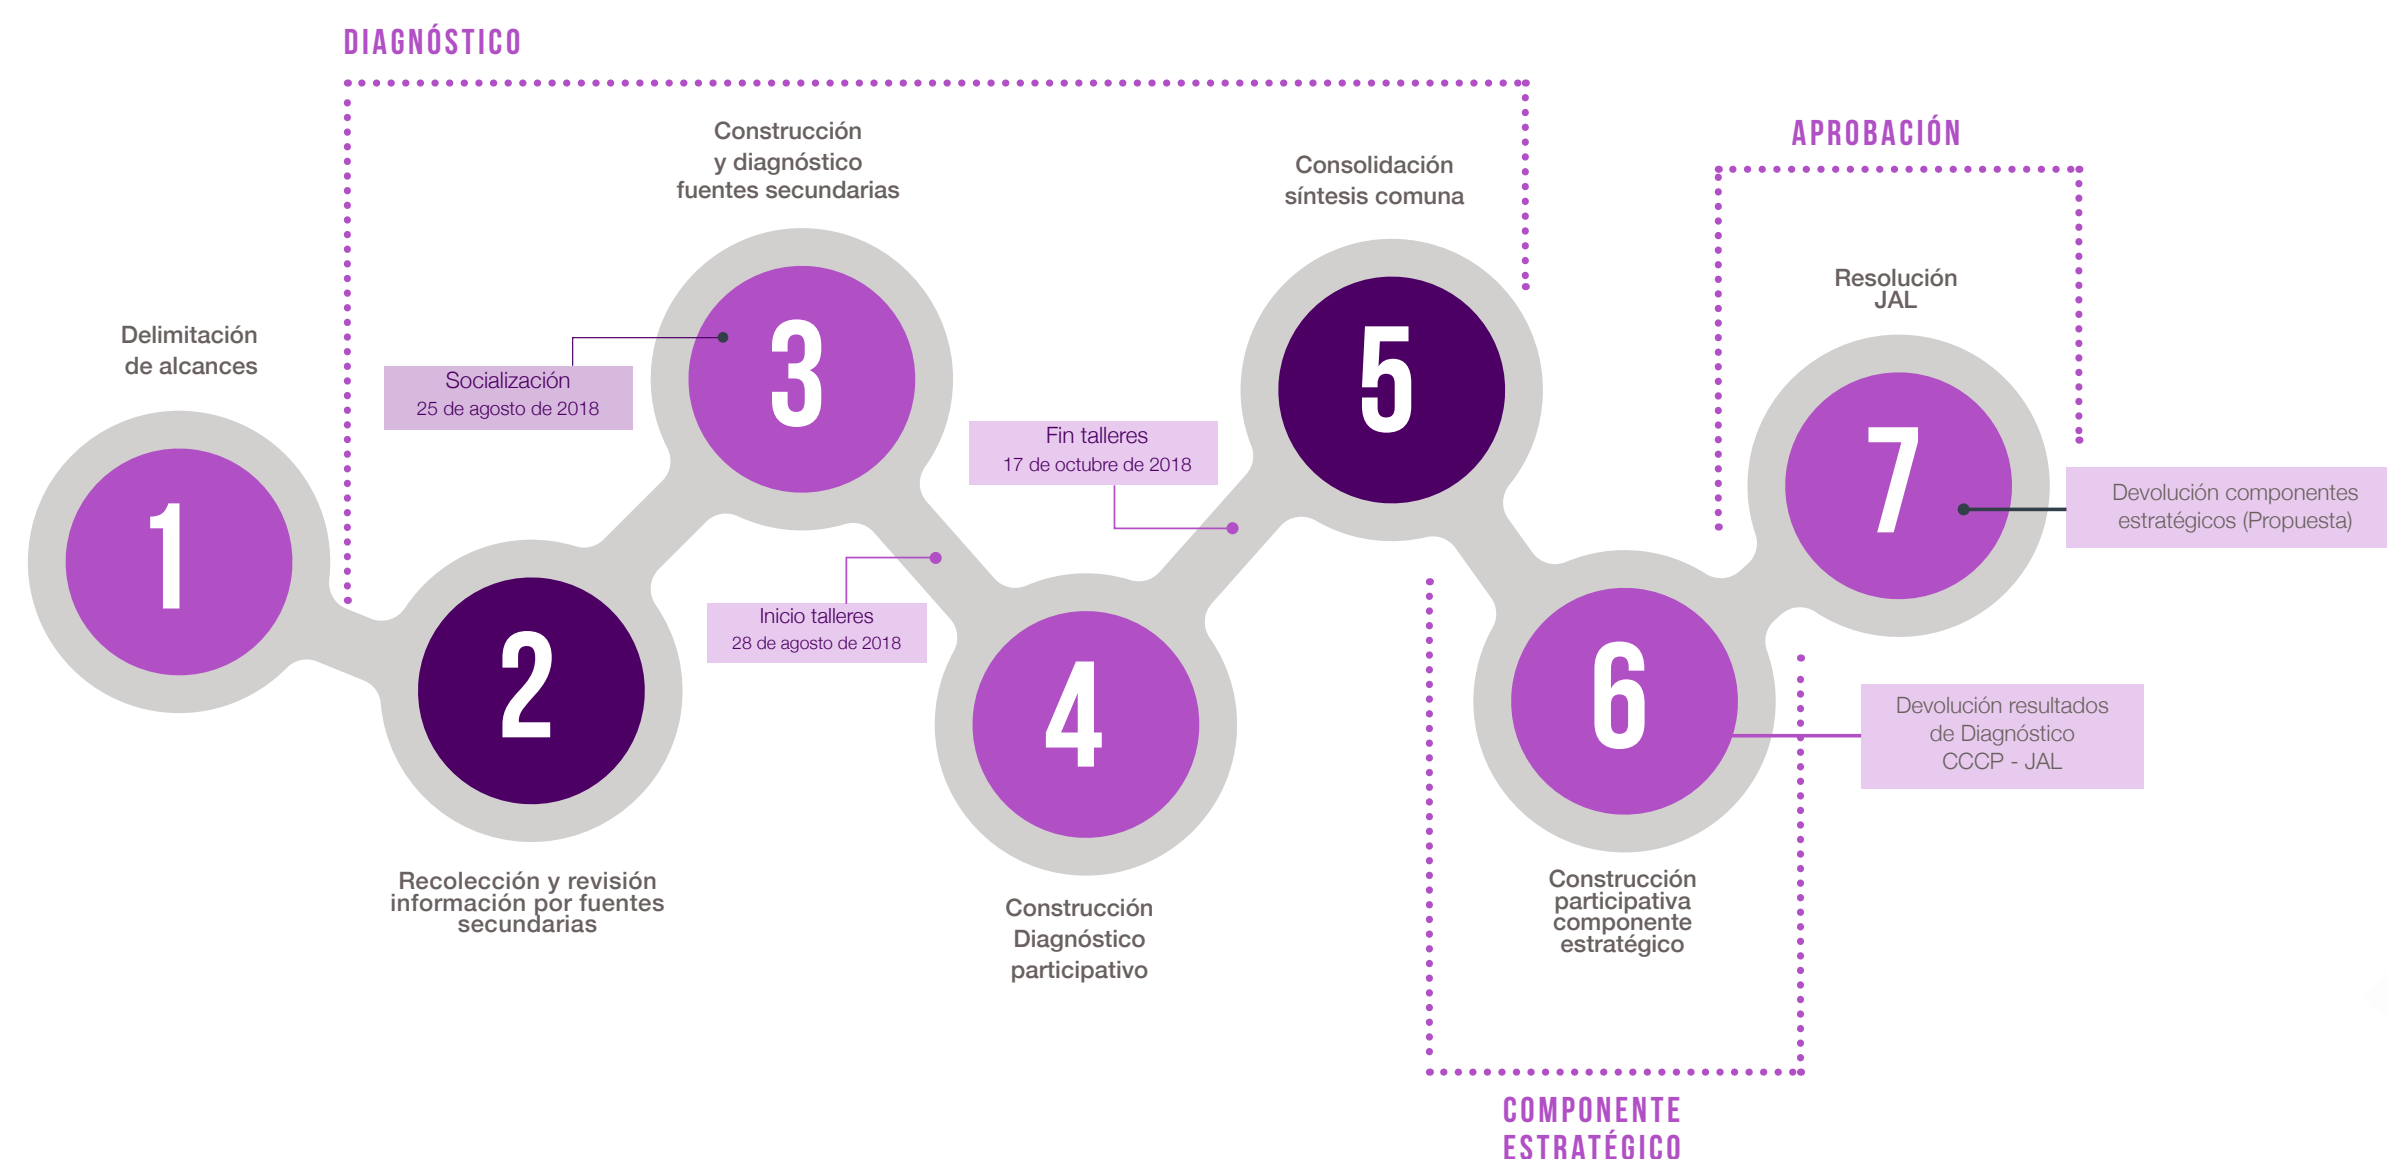 DIAGNÓSTICO
Delimitación
de alcances
1
Recolección y revisión
información por fuentes
secundarias
2
Construcción
y diagnóstico
fuentes secundarias
3
Socialización
25 de agosto de 2018
Inicio talleres
28 de agosto de 2018
4
Construcción
Diagnóstico
participativo
Fin talleres
17 de octubre de 2018
Consolidación
síntesis comuna
5
6
Construcción
participativa
componente
estratégico
Devolución resultados
de Diagnóstico
CCCP - JAL
COMPONENTE
ESTRATÉGICO
APROBACIÓN
Resolución
JAL
7
Devolución componentes
estratégicos (Propuesta)